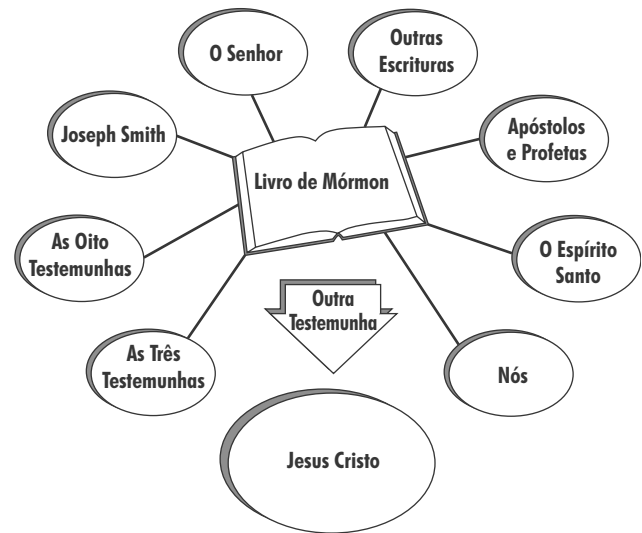 O Senhor
Outras
Escrituras
Joseph Smith
Apóstolos
e Profetas
Livro de Mórmon
As Oito
Testemunhas
O Espírito
Santo
Outra
Testemunha
As Três
Testemunhas
Nós
Jesus Cristo